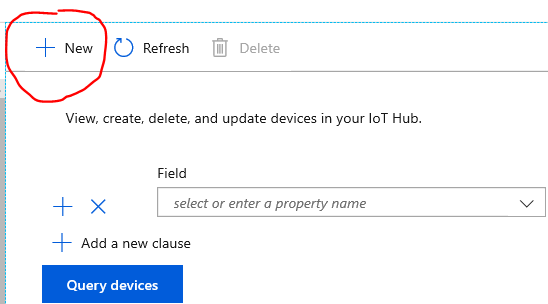 New Refresh Delete
View, create, delete, and update devices in your IoT Hub.
Field
select or enter a property name
Add a new clause
Query devices